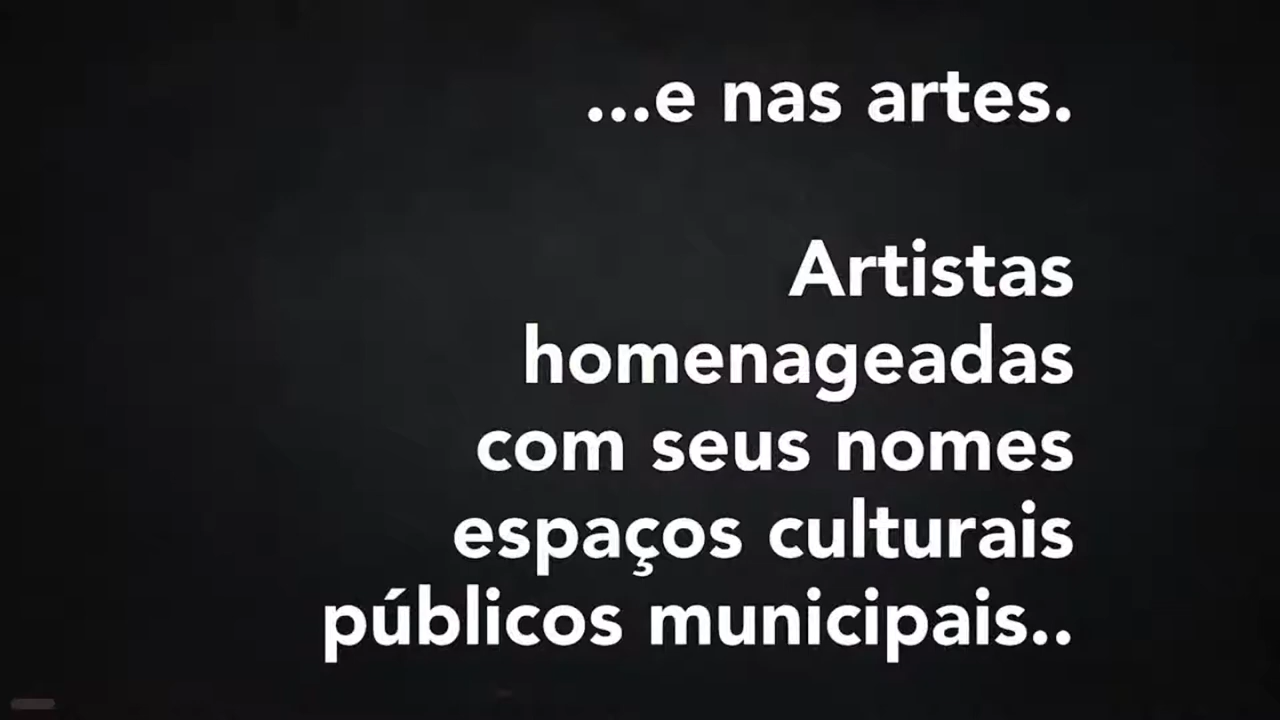 ...e nas artes.
Artistas
homenageadas
com seus nomes
espaços culturais
públicos municipais..